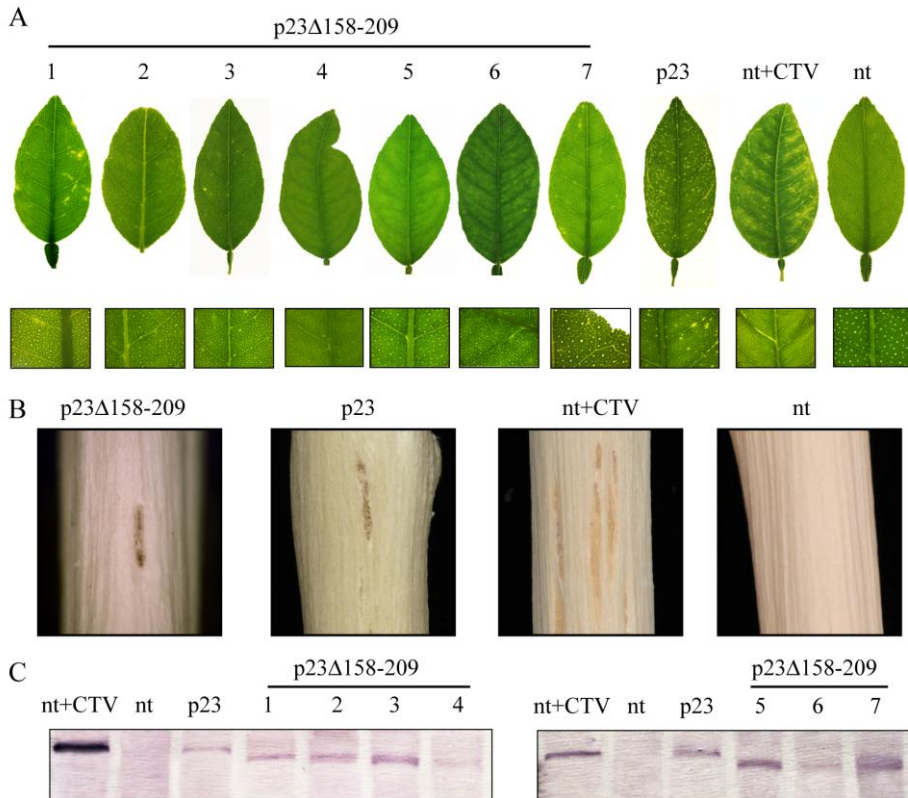 A
p23Δ158-209
1 2 3 4 5 6 7 p23 nt+CTV nt
B
p23Δ158-209 p23 nt+CTV nt
C
p23Δ158-209 p23Δ158-209
nt+CTV nt p23 1 2 3 4 nt+CTV nt p23 5 6 7